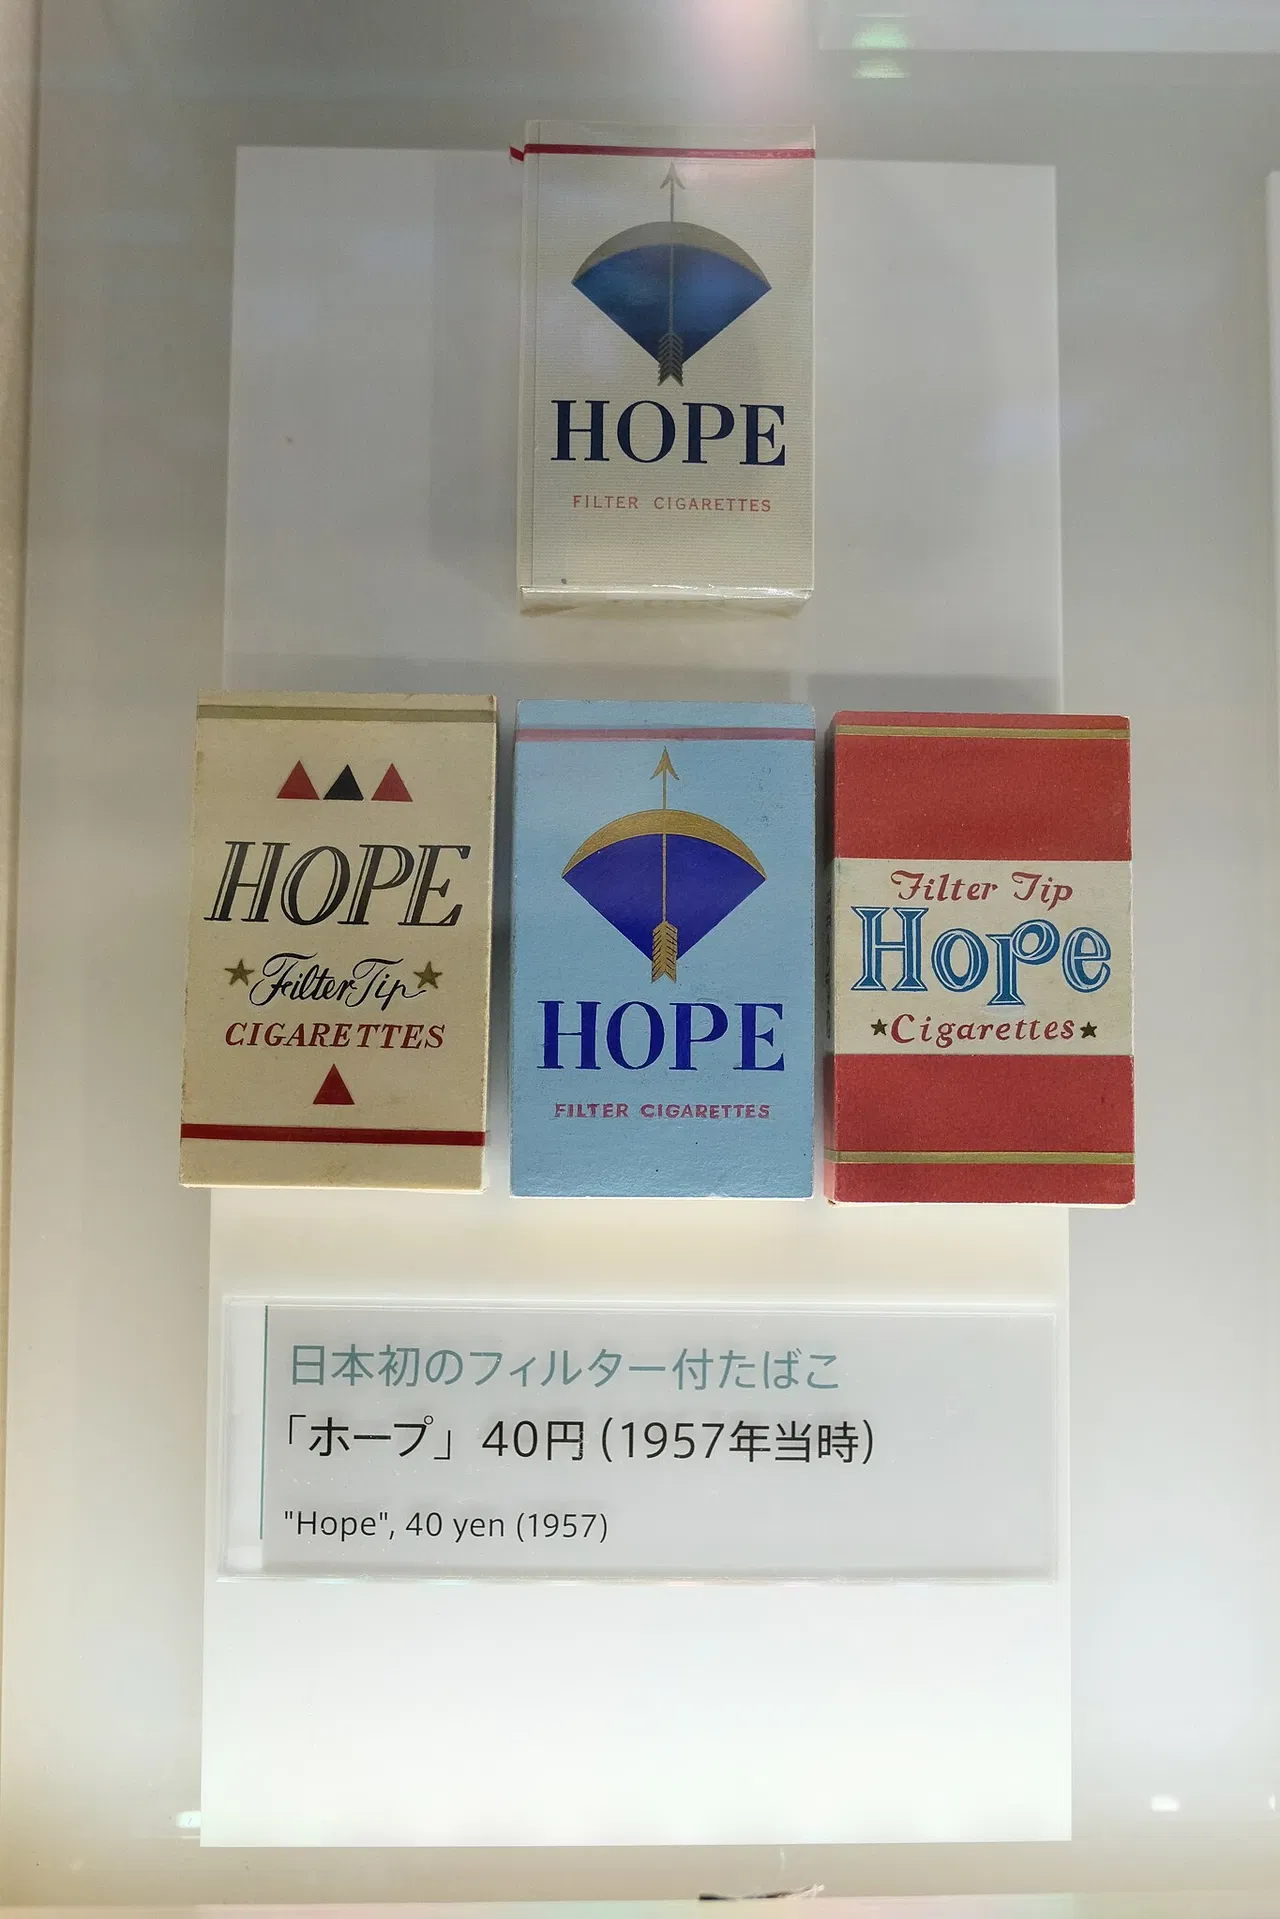 HOPE
FILTER CIGARETTES
HOPE
Filter Tip
CIGARETTES
HOPE
FILTER CIGARETTES
Filter Tip
Hope
Cigarettes
日本初のフィルター付たばこ
「ホープ」40円(1957年当時)
"Hope", 40 yen (1957)